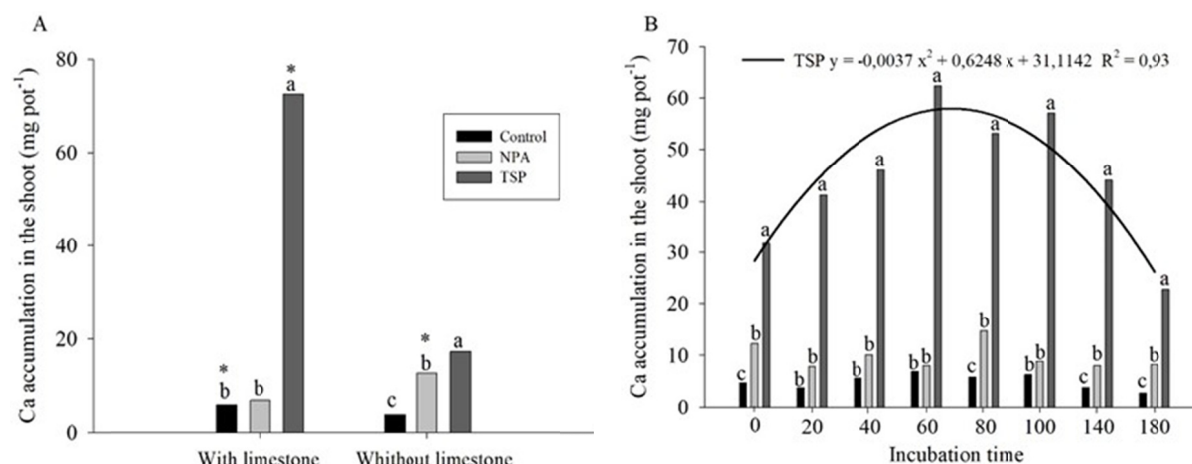 A
Ca accumulation in the shoot (mg pot-1)
80
60
40
20
0
*
b
b
*
a
c
*
b
a
Control
NPA
TSP
With limestone
Whithout limestone
B
Ca accumulation in the shoot (mg pot-1)
70
60
50
40
30
20
10
0
TSP y = -0,0037 x2 + 0,6248 x + 31,1142 R2 = 0,93
c b a
b b a
b b a
b b a
c b a
b b a
c b a
c b a
0 20 40 60 80 100 140 180
Incubation time